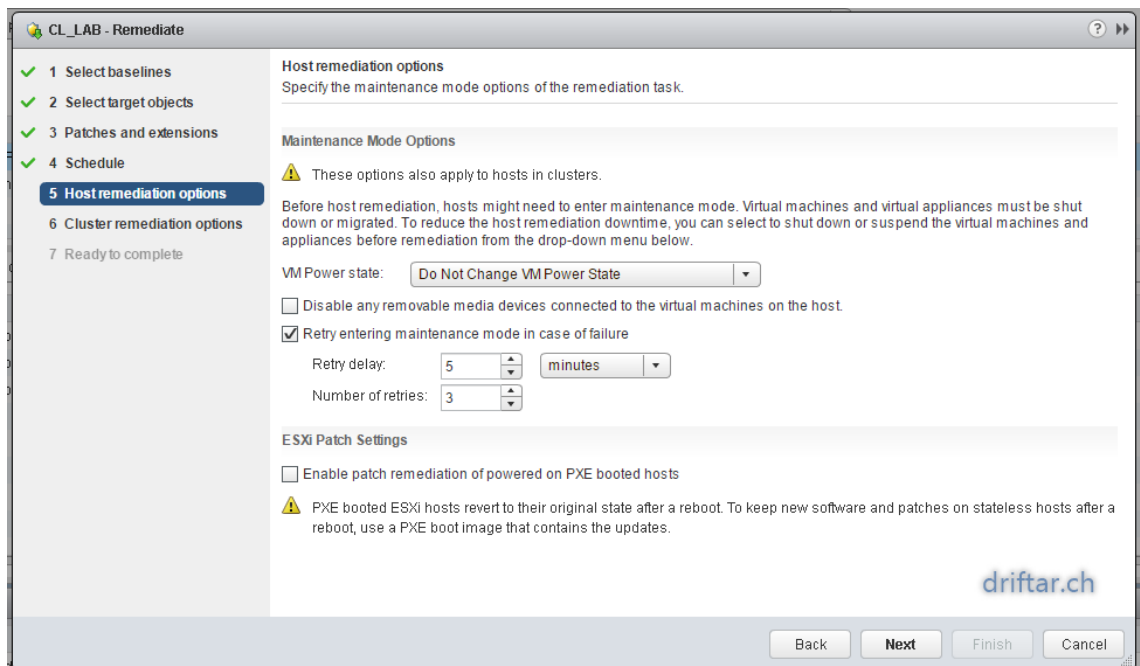 CL_LAB - Remediate
?
1 Select baselines
2 Select target objects
3 Patches and extensions
4 Schedule
5 Host remediation options
6 Cluster remediation options
7 Ready to complete
Host remediation options
Specify the maintenance mode options of the remediation task.
Maintenance Mode Options
These options also apply to hosts in clusters.
Before host remediation, hosts might need to enter maintenance mode. Virtual machines and virtual appliances must be shut
down or migrated. To reduce the host remediation downtime, you can select to shut down or suspend the virtual machines and
appliances before remediation from the drop-down menu below.
VM Power state: Do Not Change VM Power State
Disable any removable media devices connected to the virtual machines on the host.
Retry entering maintenance mode in case of failure
Retry delay: 5 minutes
Number of retries: 3
ESXi Patch Settings
Enable patch remediation of powered on PXE booted hosts
PXE booted ESXi hosts revert to their original state after a reboot. To keep new software and patches on stateless hosts after a
reboot, use a PXE boot image that contains the updates.
driftar.ch
Back Next Finish Cancel